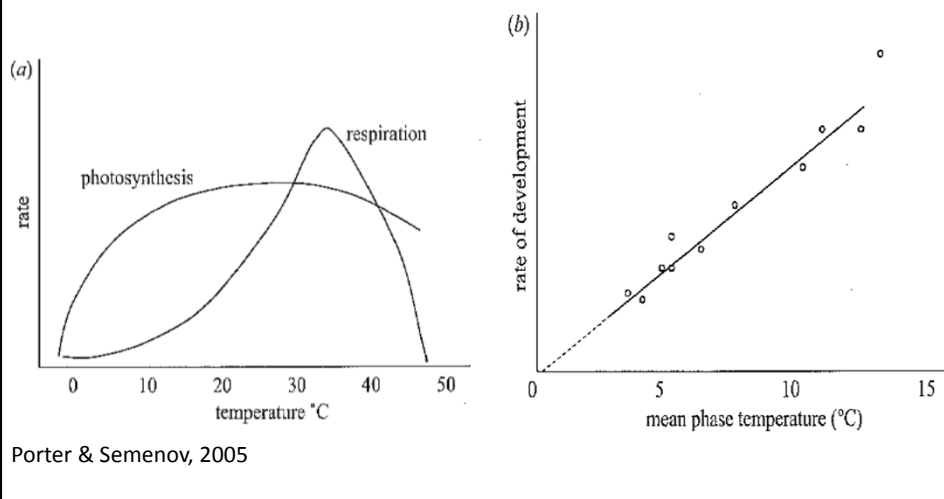 (a)
photosynthesis
respiration
rate
0 10 20 30 40 50
temperature °C
(b)
rate of development
0 5 10 15
mean phase temperature (°C)
Porter & Semenov, 2005